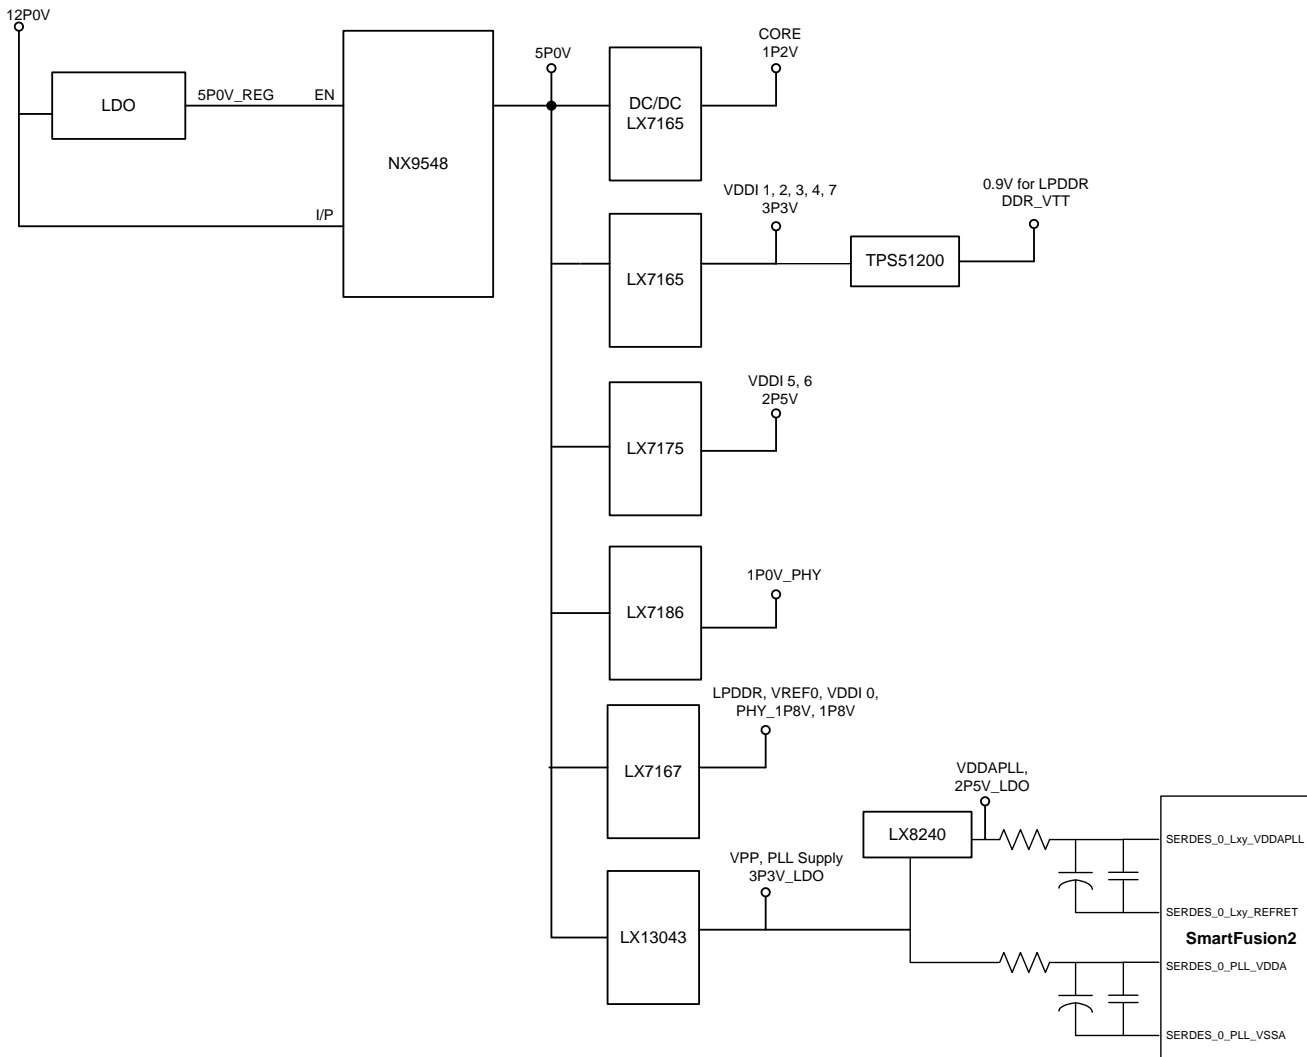 12P0V
LDO
5P0V_REG
EN
I/P
NX9548
5P0V
DC/DC
LX7165
CORE
1P2V
LX7165
VDDI 1, 2, 3, 4, 7
3P3V
TPS51200
0.9V for LPDDR
DDR_VTT
LX7175
VDDI 5, 6
2P5V
LX7186
1P0V_PHY
LX7167
LPDDR, VREF0, VDDI 0,
PHY_1P8V, 1P8V
LX13043
VPP, PLL Supply
3P3V_LDO
LX8240
VDDAPLL,
2P5V_LDO
SERDES_0_Lxy_VDDAPLL
SERDES_0_Lxy_REFRET
SmartFusion2
SERDES_0_PLL_VDDA
SERDES_0_PLL_VSSA